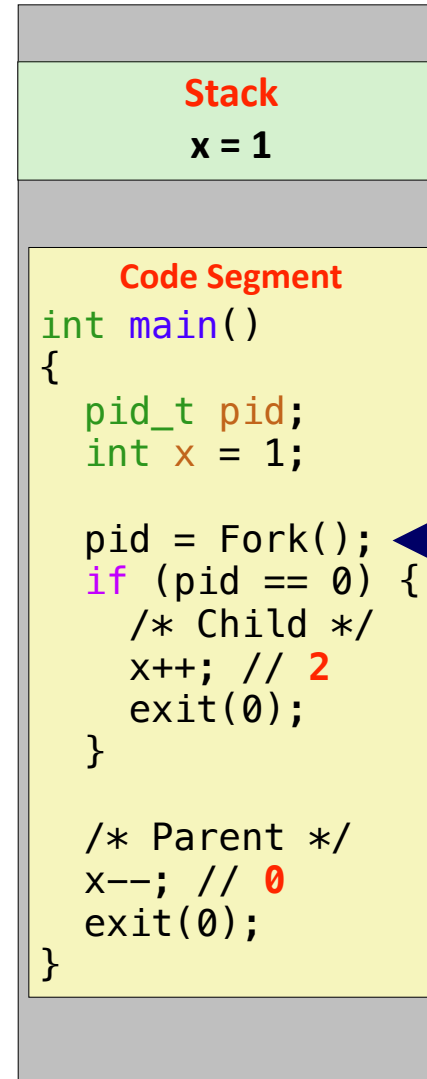 Stack
x = 1
Code Segment
int main()
{
  pid_t pid;
  int x = 1;

  pid = Fork();
  if (pid == 0) {
    /* Child */
    x++; // 2
    exit(0);
  }

  /* Parent */
  x--; // 0
  exit(0);
}